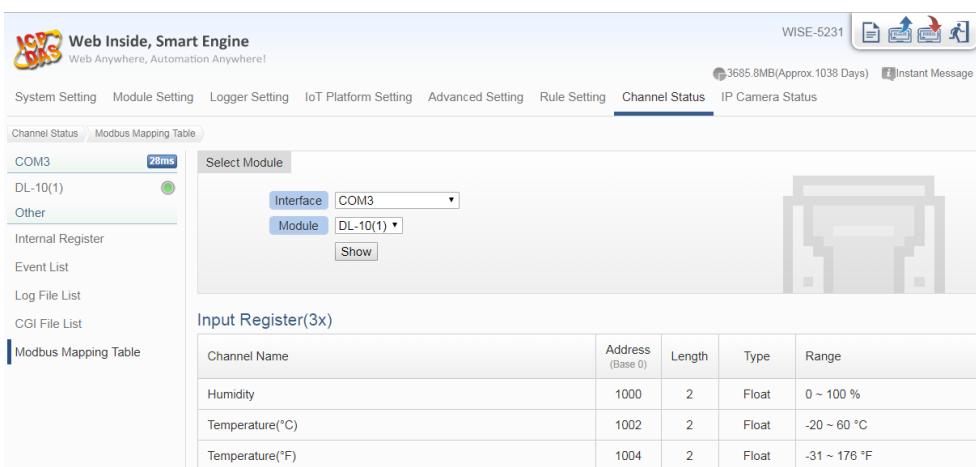 ICP DAS
Web Inside, Smart Engine
Web Anywhere, Automation Anywhere!
WISE-5231
3685.8MB(Approx.1038 Days) Instant Message
System Setting Module Setting Logger Setting IoT Platform Setting Advanced Setting Rule Setting Channel Status IP Camera Status
Channel Status Modbus Mapping Table
COM3 28ms
DL-10(1)
Other
Internal Register
Event List
Log File List
CGI File List
Modbus Mapping Table
Select Module
Interface COM3
Module DL-10(1)
Show
Input Register(3x)
Channel Name Address (Base 0) Length Type Range
Humidity 1000 2 Float 0 ~ 100 %
Temperature(°C) 1002 2 Float -20 ~ 60 °C
Temperature(°F) 1004 2 Float -31 ~ 176 °F